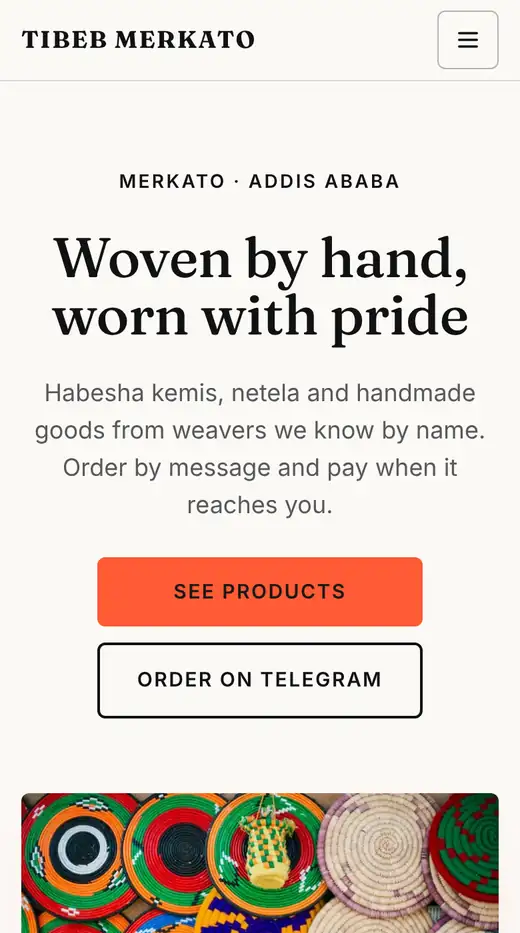 TIBEB MERKATO
MERKATO · ADDIS ABABA
Woven by hand,
worn with pride
Habesha kemis, netela and handmade
goods from weavers we know by name.
Order by message and pay when it
reaches you.
SEE PRODUCTS
ORDER ON TELEGRAM